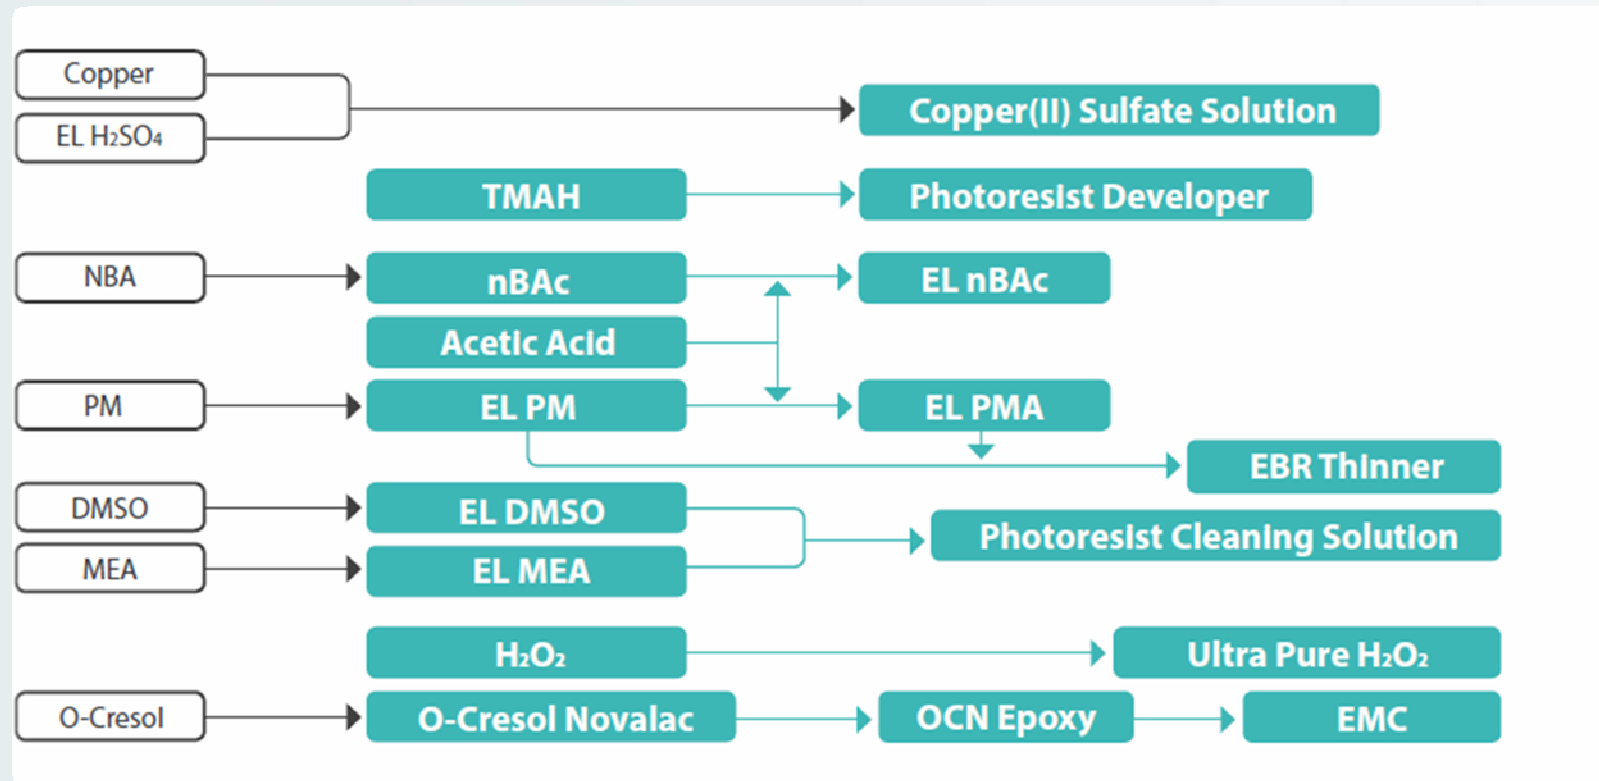 Copper
EL H₂SO₄
Copper(II) Sulfate Solution
TMAH
Photoresist Developer
NBA
nBAc
EL nBAc
Acetic Acid
PM
EL PM
EL PMA
EBR Thinner
DMSO
EL DMSO
Photoresist Cleaning Solution
MEA
EL MEA
H₂O₂
Ultra Pure H₂O₂
O-Cresol
O-Cresol Novalac
OCN Epoxy
EMC